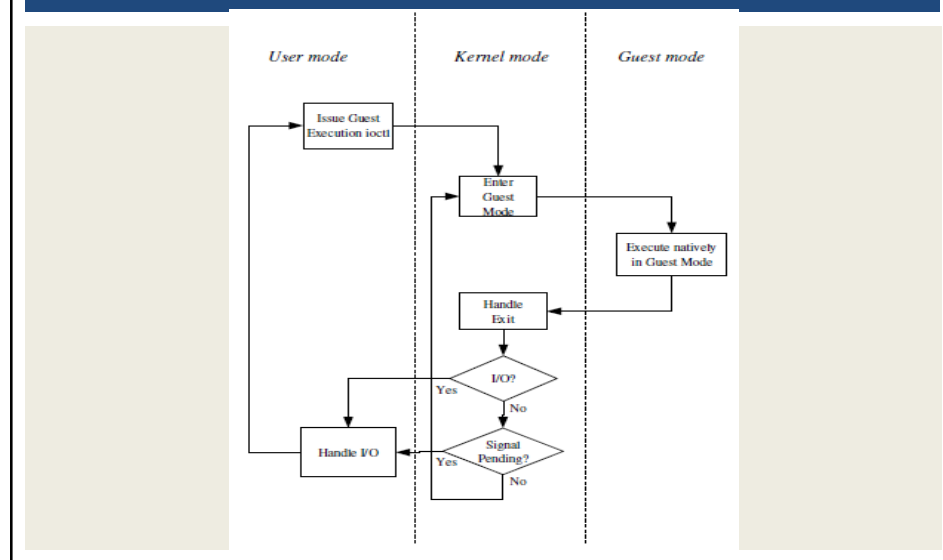 User mode
Kernel mode
Guest mode
Issue Guest
Execution ioctl
Enter
Guest
Mode
Execute natively
in Guest Mode
Handle
Exit
I/O?
Yes
No
Handle I/O
Signal
Pending?
Yes
No